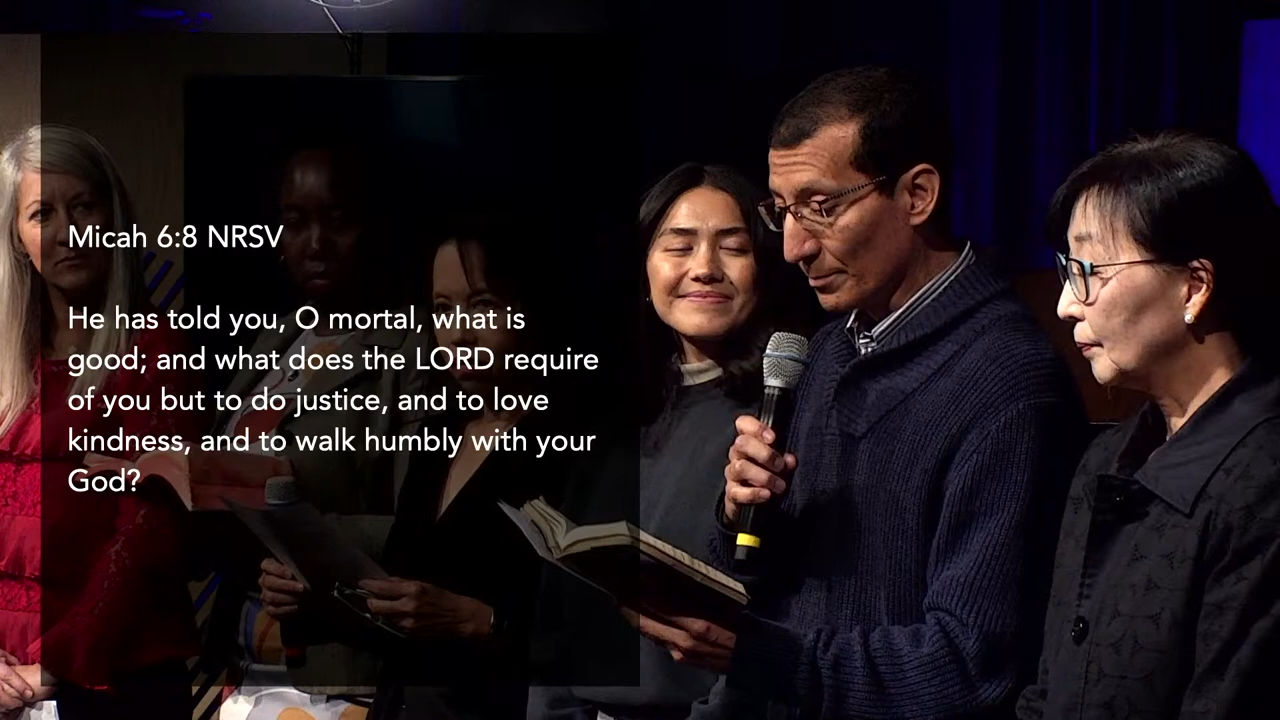 Micah 6:8 NRSV
He has told you, O mortal, what is
good; and what does the LORD require
of you but to do justice, and to love
kindness, and to walk humbly with your
God?